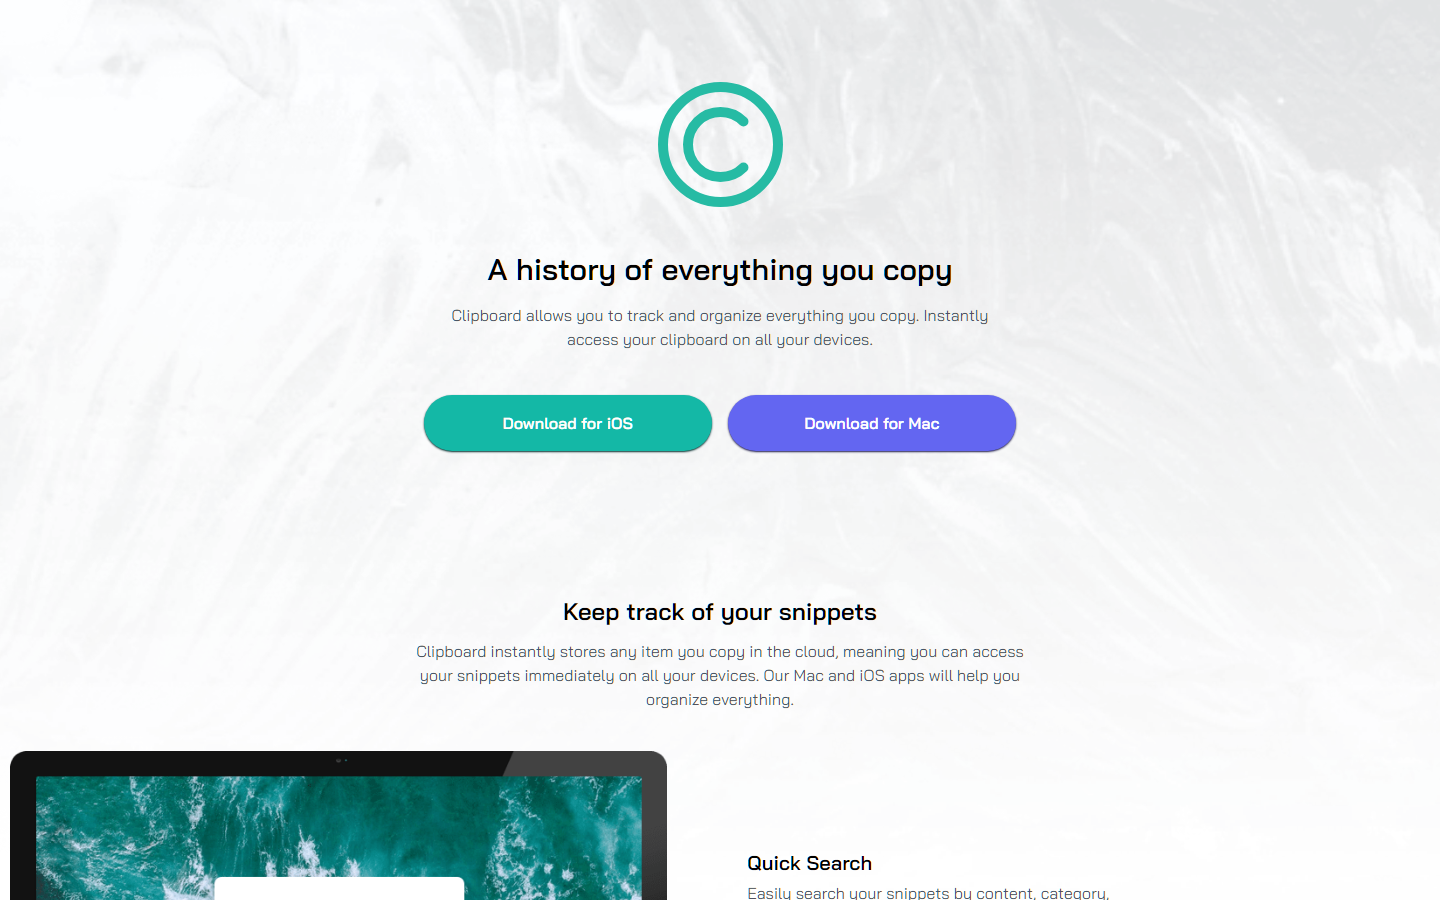 A history of everything you copy
Clipboard allows you to track and organize everything you copy. Instantly
access your clipboard on all your devices.
Download for iOS
Download for Mac
Keep track of your snippets
Clipboard instantly stores any item you copy in the cloud, meaning you can access
your snippets immediately on all your devices. Our Mac and iOS apps will help you
organize everything.
Quick Search
Easily search your snippets by content, category,